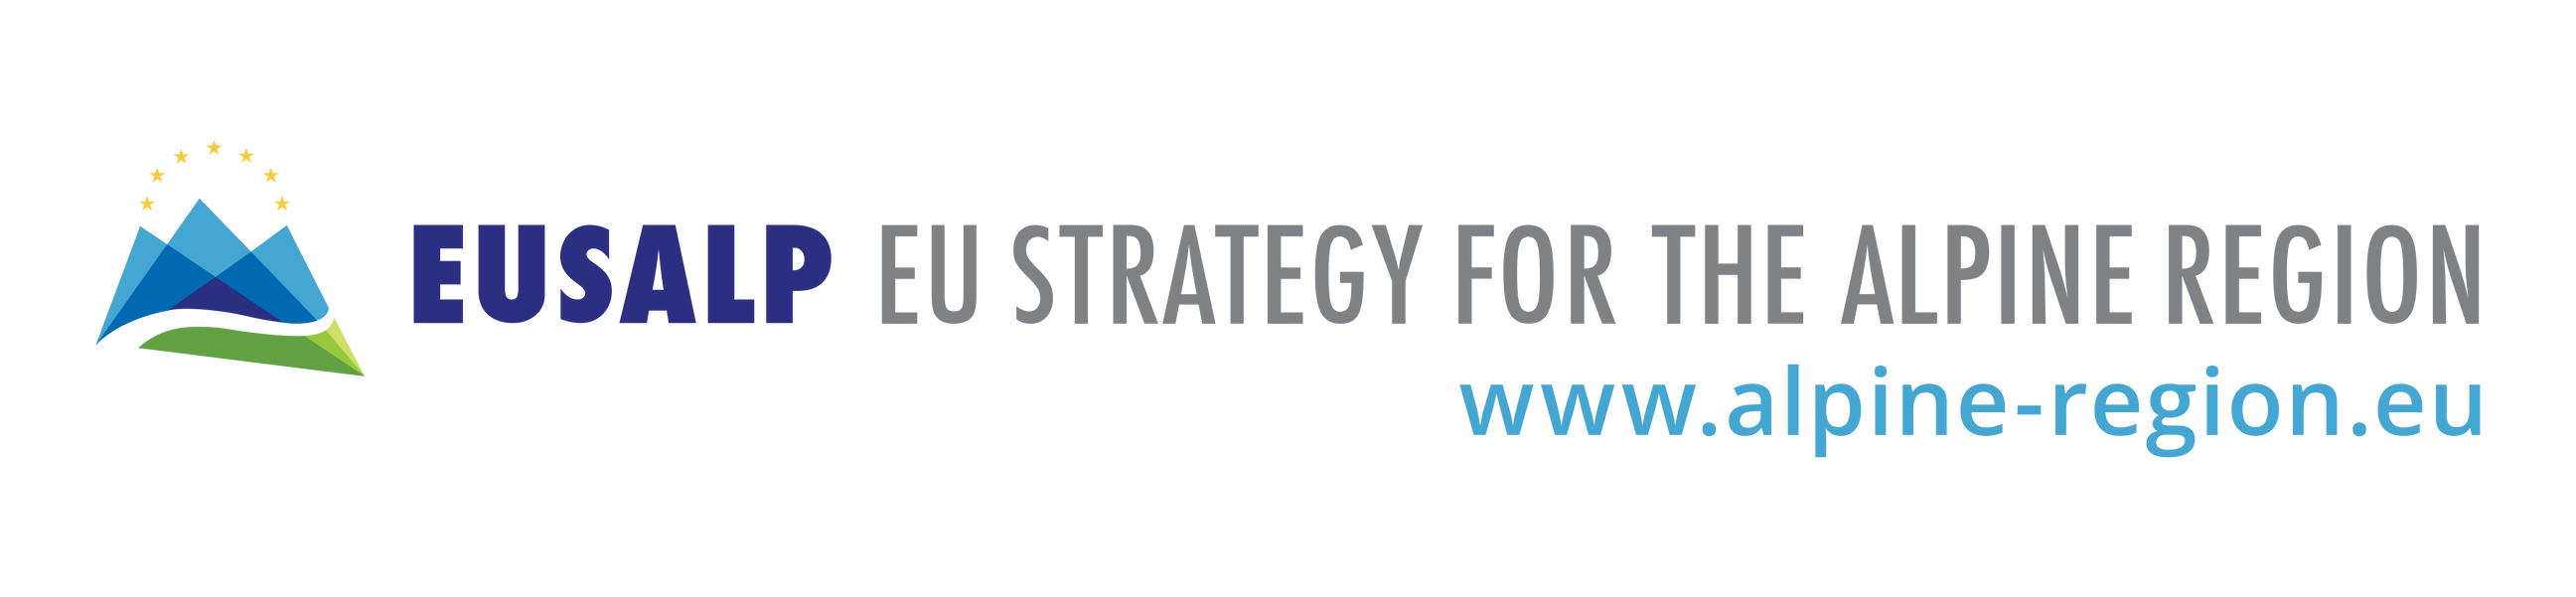 EUSALP EU STRATEGY FOR THE ALPINE REGION
www.alpine-region.eu